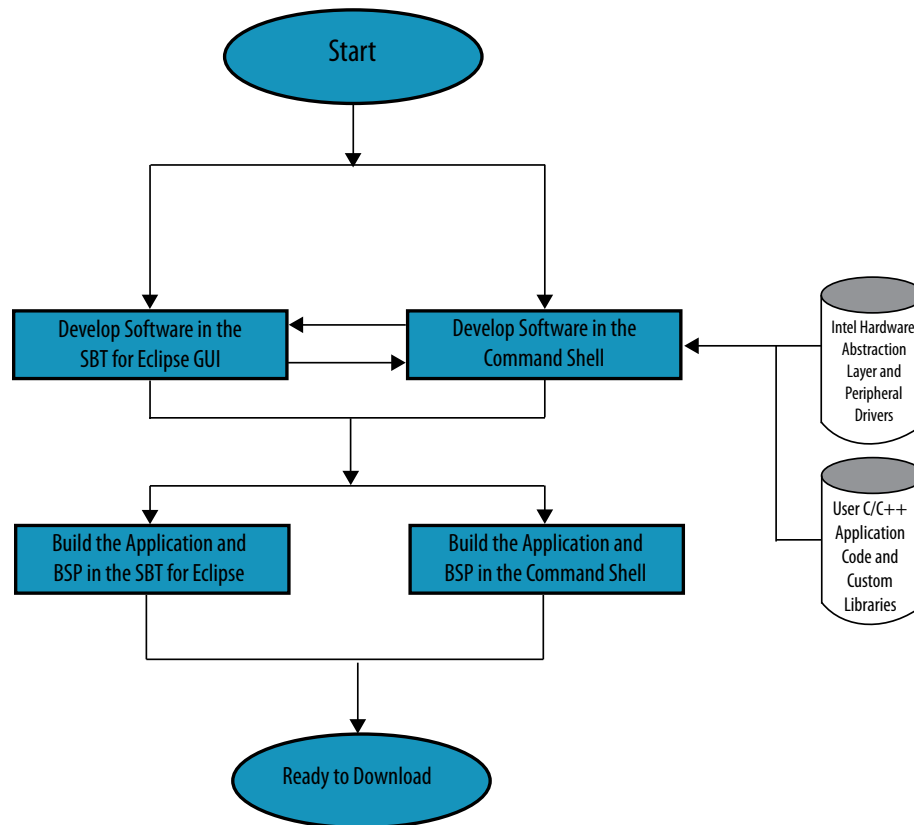 Start
Develop Software in the
SBT for Eclipse GUI
Develop Software in the
Command Shell
Intel Hardware
Abstraction
Layer and
Peripheral
Drivers
Build the Application and
BSP in the SBT for Eclipse
Build the Application and
BSP in the Command Shell
User C/C++
Application
Code and
Custom
Libraries
Ready to Download